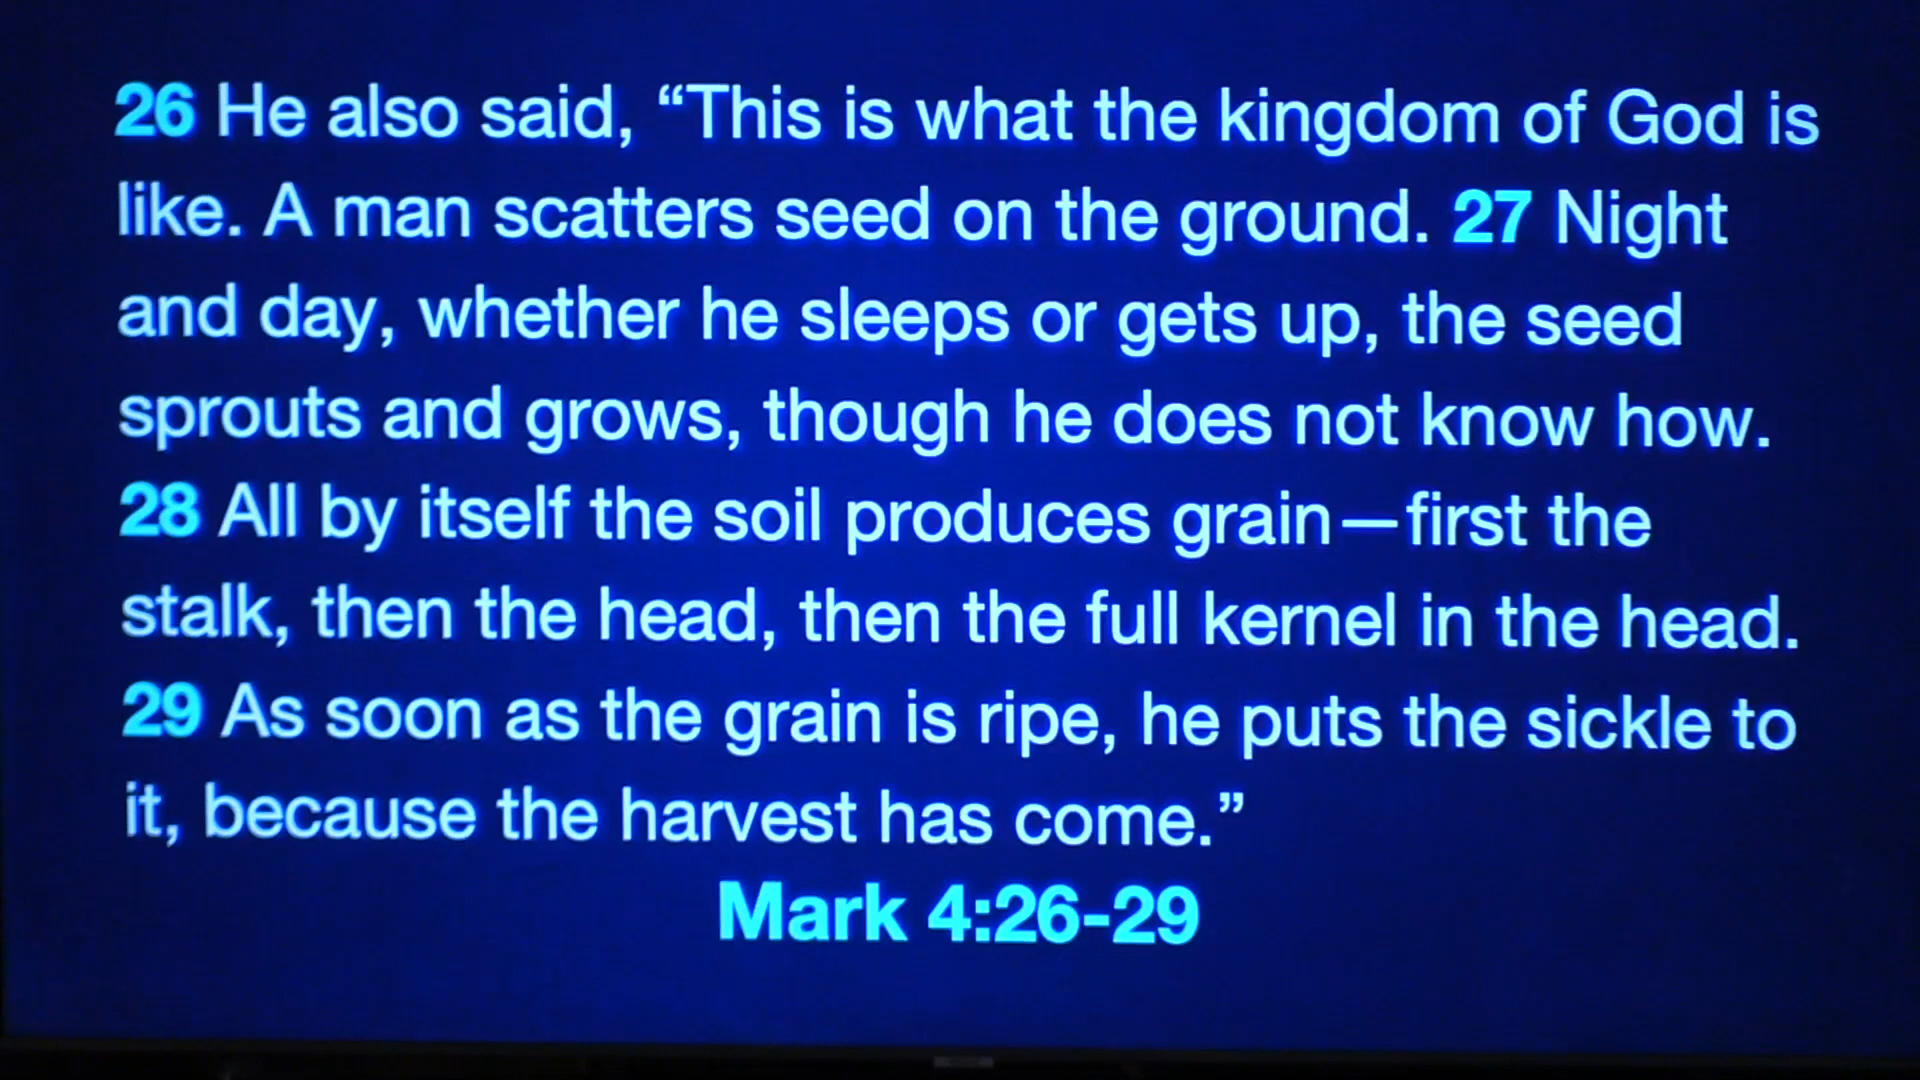 26 He also said, “This is what the kingdom of God is
like. A man scatters seed on the ground. 27 Night
and day, whether he sleeps or gets up, the seed
sprouts and grows, though he does not know how.
28 All by itself the soil produces grain—first the
stalk, then the head, then the full kernel in the head.
29 As soon as the grain is ripe, he puts the sickle to
it, because the harvest has come.”
Mark 4:26-29